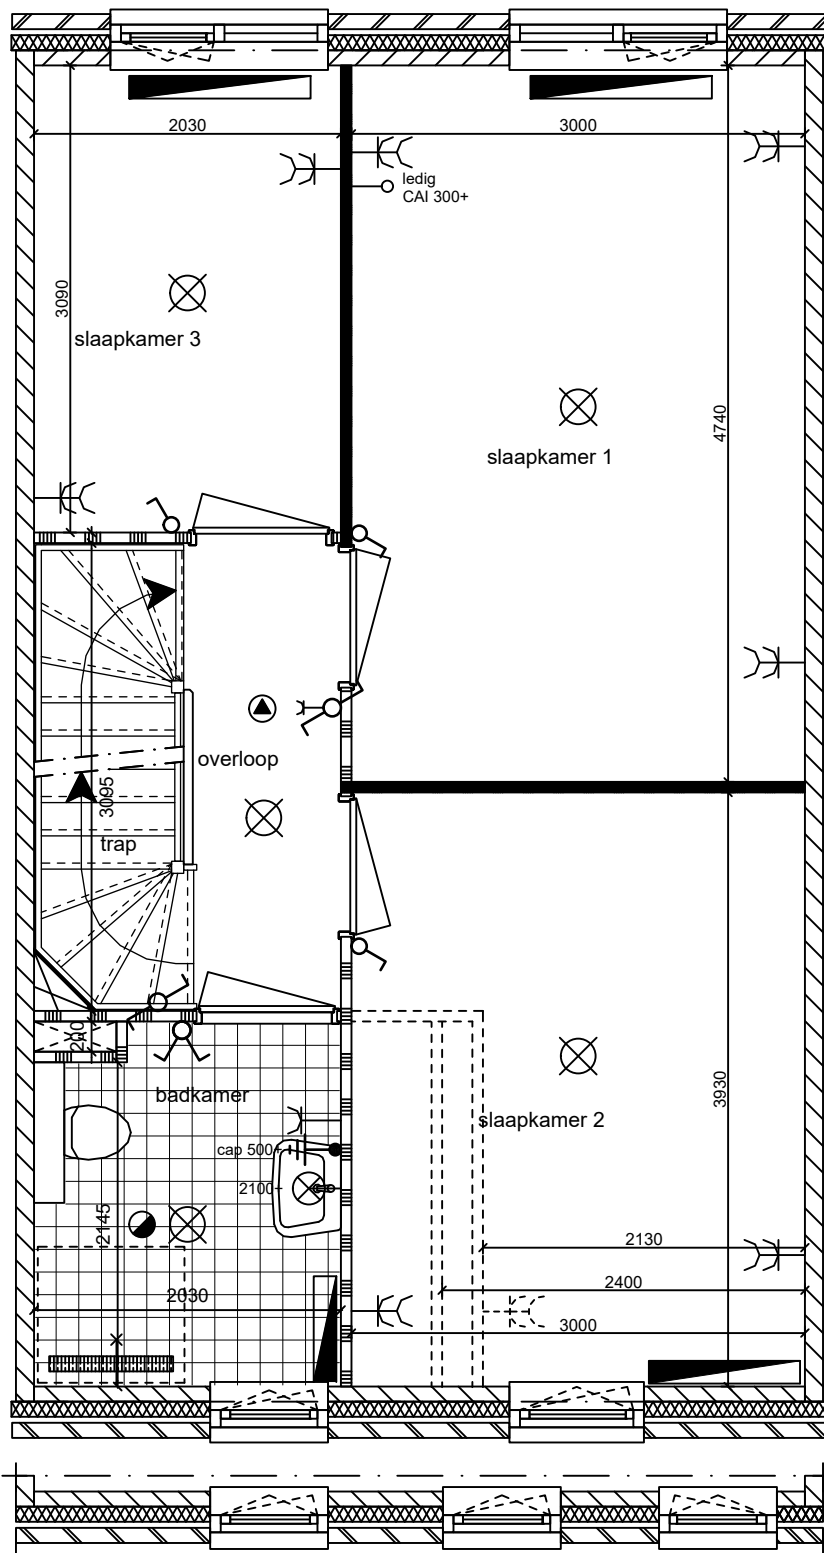 2030
3000
ledig
CAI 300+
3090
slaapkamer 3
4740
slaapkamer 1
overloop
3095
trap
240
badkamer
slaapkamer 2
3930
cap 500+
2100+
2145
2130
2400
2030
3000